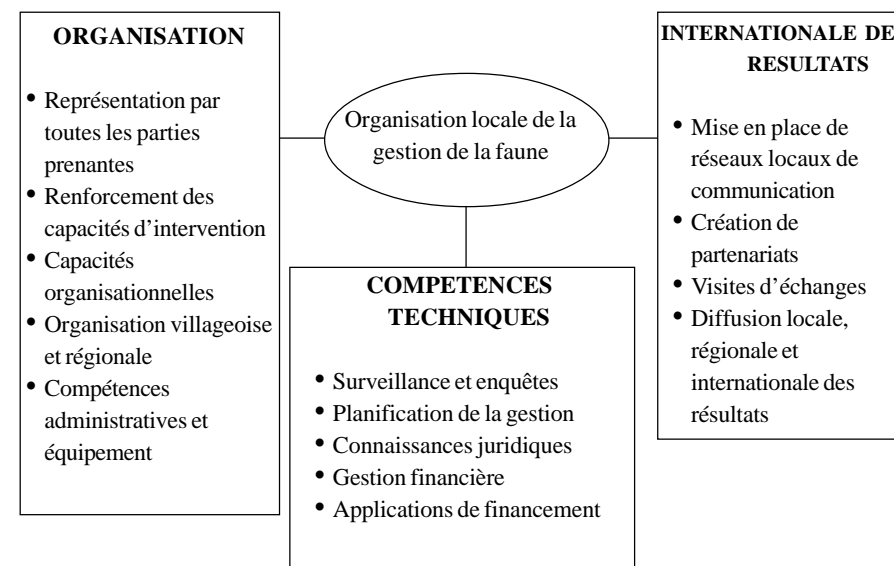 ORGANISATION
• Représentation par
toutes les parties
prenantes
• Renforcement des
capacités d’intervention
• Capacités
organisationnelles
• Organisation villageoise
et régionale
• Compétences
administratives et
équipement
Organisation locale de la
gestion de la faune
COMPETENCES
TECHNIQUES
• Surveillance et enquêtes
• Planification de la gestion
• Connaissances juridiques
• Gestion financière
• Applications de financement
INTERNATIONALE DE
RESULTATS
• Mise en place de
réseaux locaux de
communication
• Création de
partenariats
• Visites d’échanges
• Diffusion locale,
régionale et
internationale des
résultats